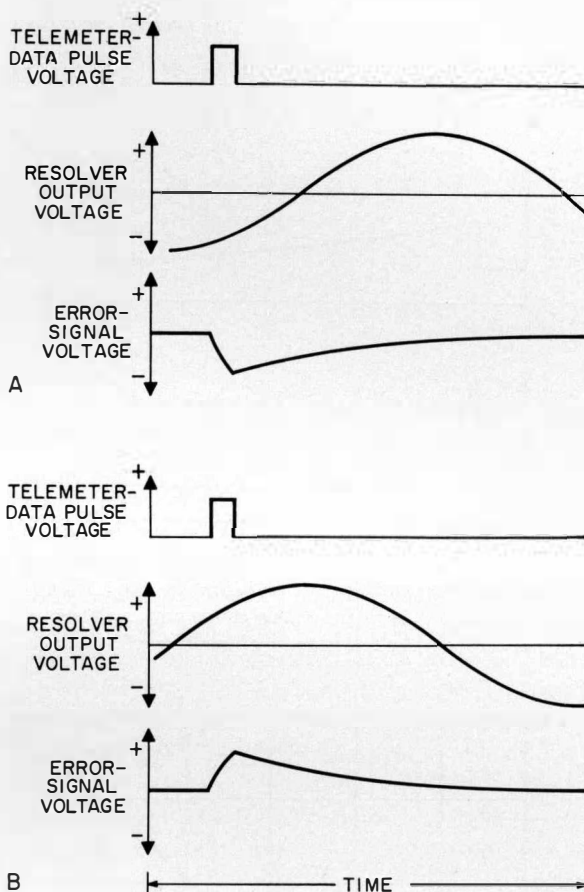 TELEMETER-
DATA PULSE
VOLTAGE
+
RESOLVER
OUTPUT
VOLTAGE
+
−
ERROR-
SIGNAL
VOLTAGE
+
−
A
TELEMETER-
DATA PULSE
VOLTAGE
+
RESOLVER
OUTPUT
VOLTAGE
+
−
ERROR-
SIGNAL
VOLTAGE
+
−
B
TIME